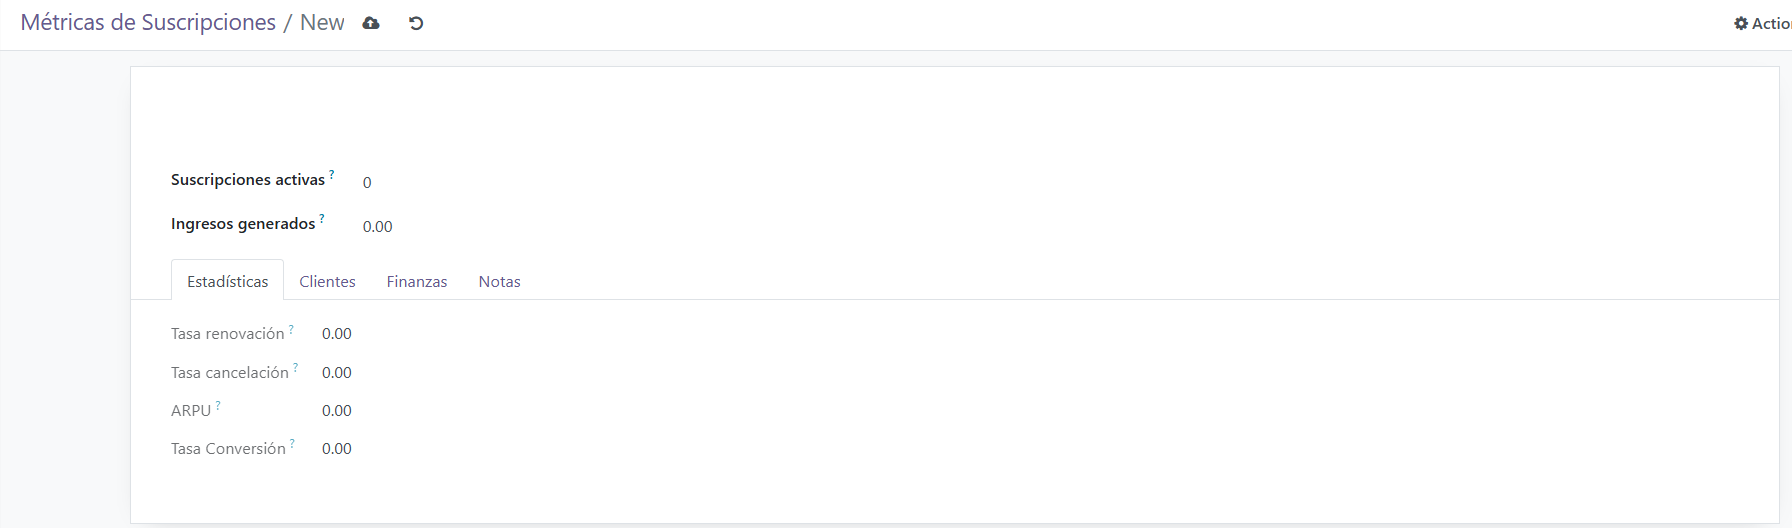 Métricas de Suscripciones / New
Actio
Suscripciones activas ? 0
Ingresos generados ? 0.00
Estadísticas Clientes Finanzas Notas
Tasa renovación ? 0.00
Tasa cancelación ? 0.00
ARPU ? 0.00
Tasa Conversión ? 0.00